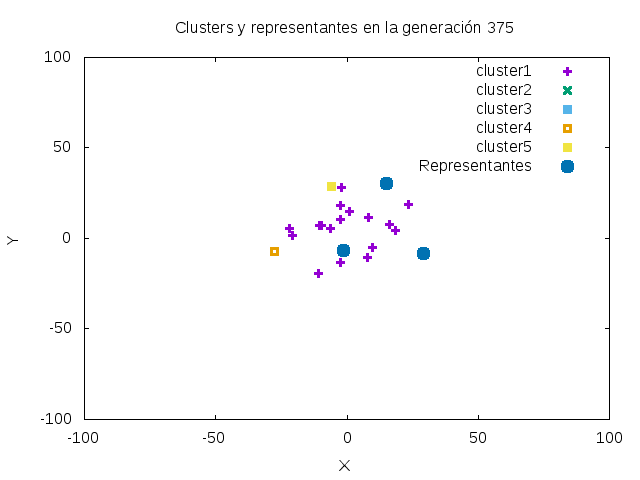 Clusters y representantes en la generación 375
100
50
0
-50
-100
-100
-50
0
50
100
X
Y
cluster1
cluster2
cluster3
cluster4
cluster5
Representantes